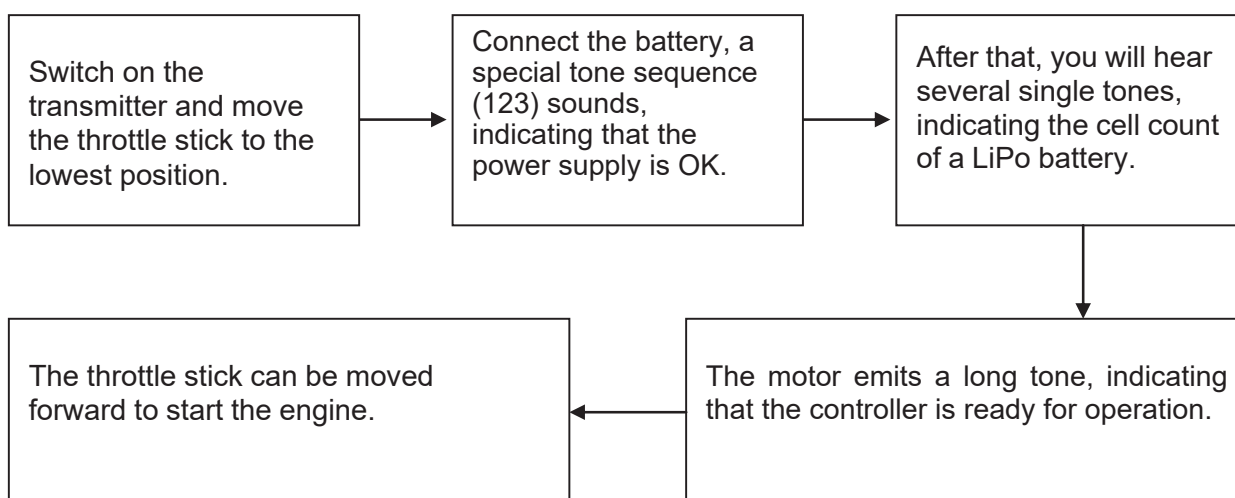 Switch on the
transmitter and move
the throttle stick to the
lowest position.
Connect the battery, a
special tone sequence
(123) sounds,
indicating that the
power supply is OK.
After that, you will hear
several single tones,
indicating the cell count
of a LiPo battery.
The motor emits a long tone, indicating
that the controller is ready for operation.
The throttle stick can be moved
forward to start the engine.